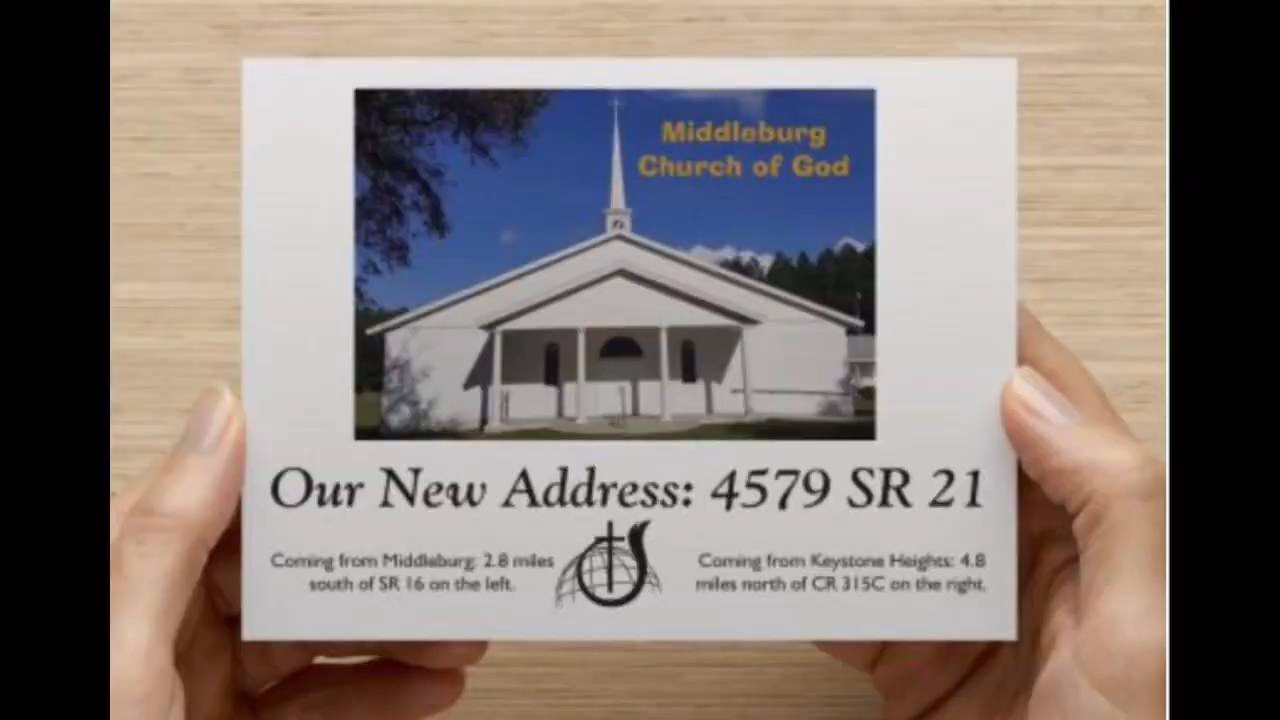 Middleburg
Church of God
Our New Address: 4579 SR 21
Coming from Middleburg: 2.8 miles
south of SR 16 on the left.
Coming from Keystone Heights: 4.8
miles north of CR 315C on the right.